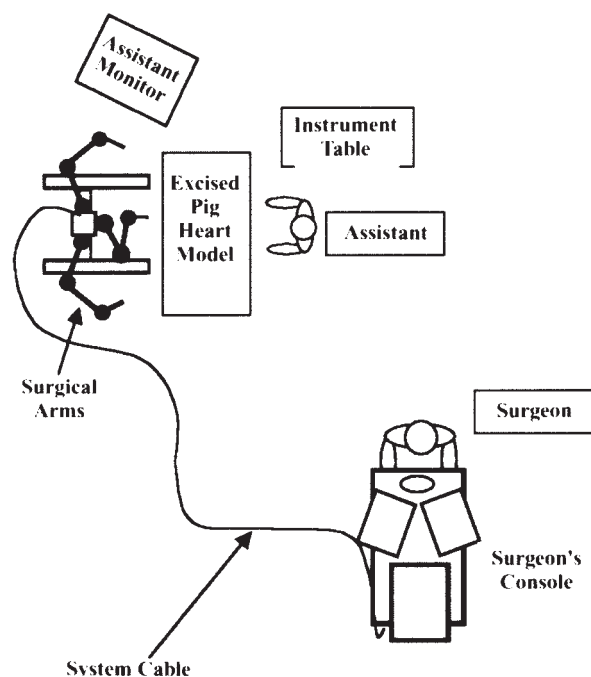 Assistant
Monitor
Instrument
Table
Excised
Pig
Heart
Model
Assistant
Surgical
Arms
Surgeon
Surgeon's
Console
System Cable